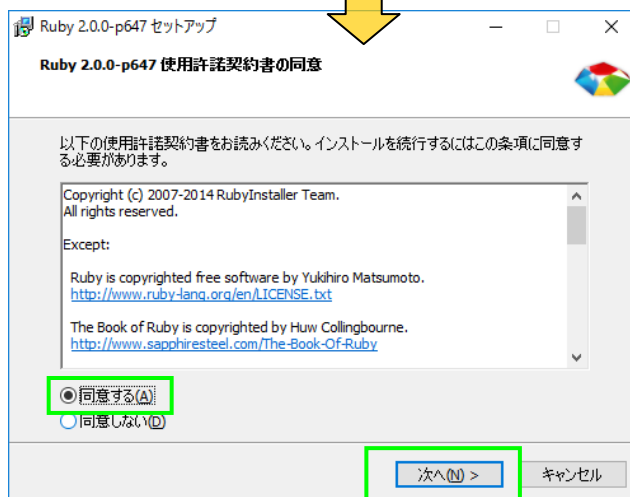 Ruby 2.0.0-p647 セットアップ
Ruby 2.0.0-p647 使用許諾契約書の同意
以下の使用許諾契約書をお読みください。インストールを続行するにはこの条項に同意す
る必要があります。
Copyright (c) 2007-2014 RubyInstaller Team.
All rights reserved.
Except:
Ruby is copyrighted free software by Yukihiro Matsumoto.
http://www.ruby-lang.org/en/LICENSE.txt
The Book of Ruby is copyrighted by Huw Collingbourne.
http://www.sapphiresteel.com/The-Book-Of-Ruby
同意する(A)
同意しない(D)
次へ(N) >
キャンセル